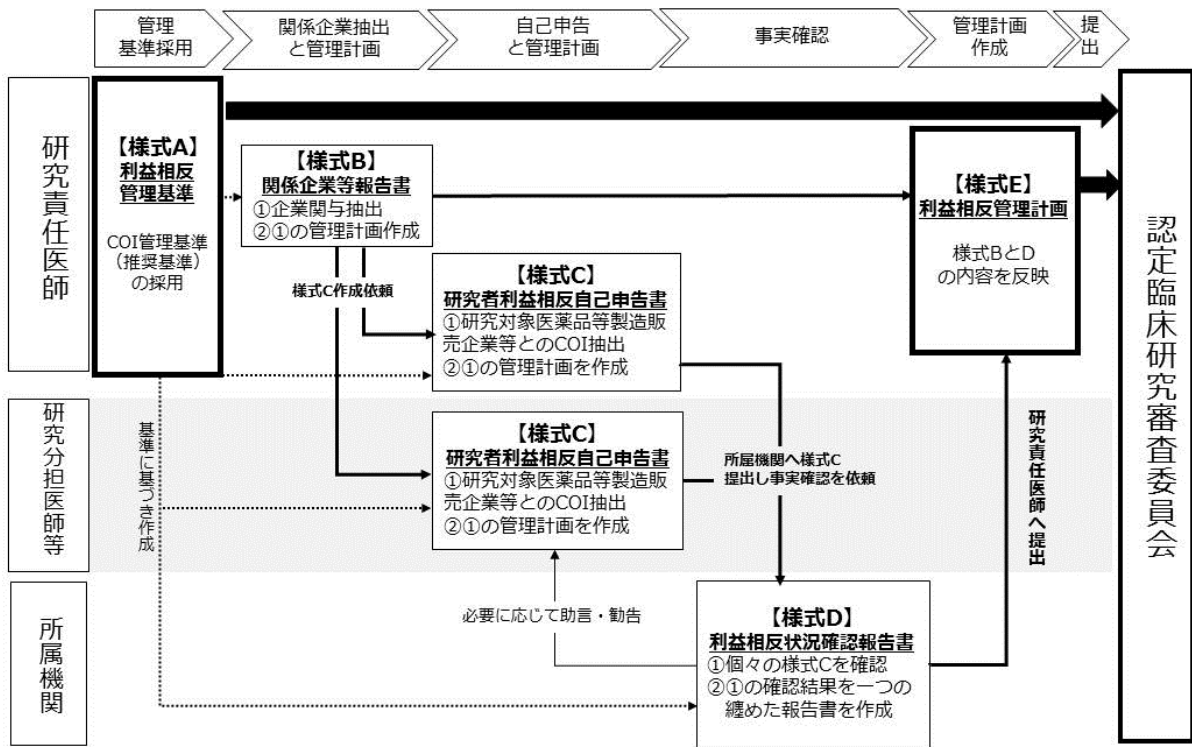 管理
基準採用
関係企業抽出
と管理計画
自己申告
と管理計画
事実確認
管理計画
作成
提
出
研究責任医師
【様式A】
利益相反
管理基準
COI管理基準
（推奨基準）
の採用
【様式B】
関係企業等報告書
①企業関与抽出
②①の管理計画作成
様式C作成依頼
【様式C】
研究者利益相反自己申告書
①研究対象医薬品等製造販
売企業等とのCOI抽出
②①の管理計画を作成
【様式E】
利益相反管理計画
様式BとD
の内容を反映
認定臨床研究審査委員会
研究分担医師等
基準に基づき作成
【様式C】
研究者利益相反自己申告書
①研究対象医薬品等製造販
売企業等とのCOI抽出
②①の管理計画を作成
所属機関へ様式C
提出し事実確認を依頼
研究責任医師へ提出
所属機関
必要に応じて助言・勧告
【様式D】
利益相反状況確認報告書
①個々の様式Cを確認
②①の確認結果を一つの
纏めた報告書を作成